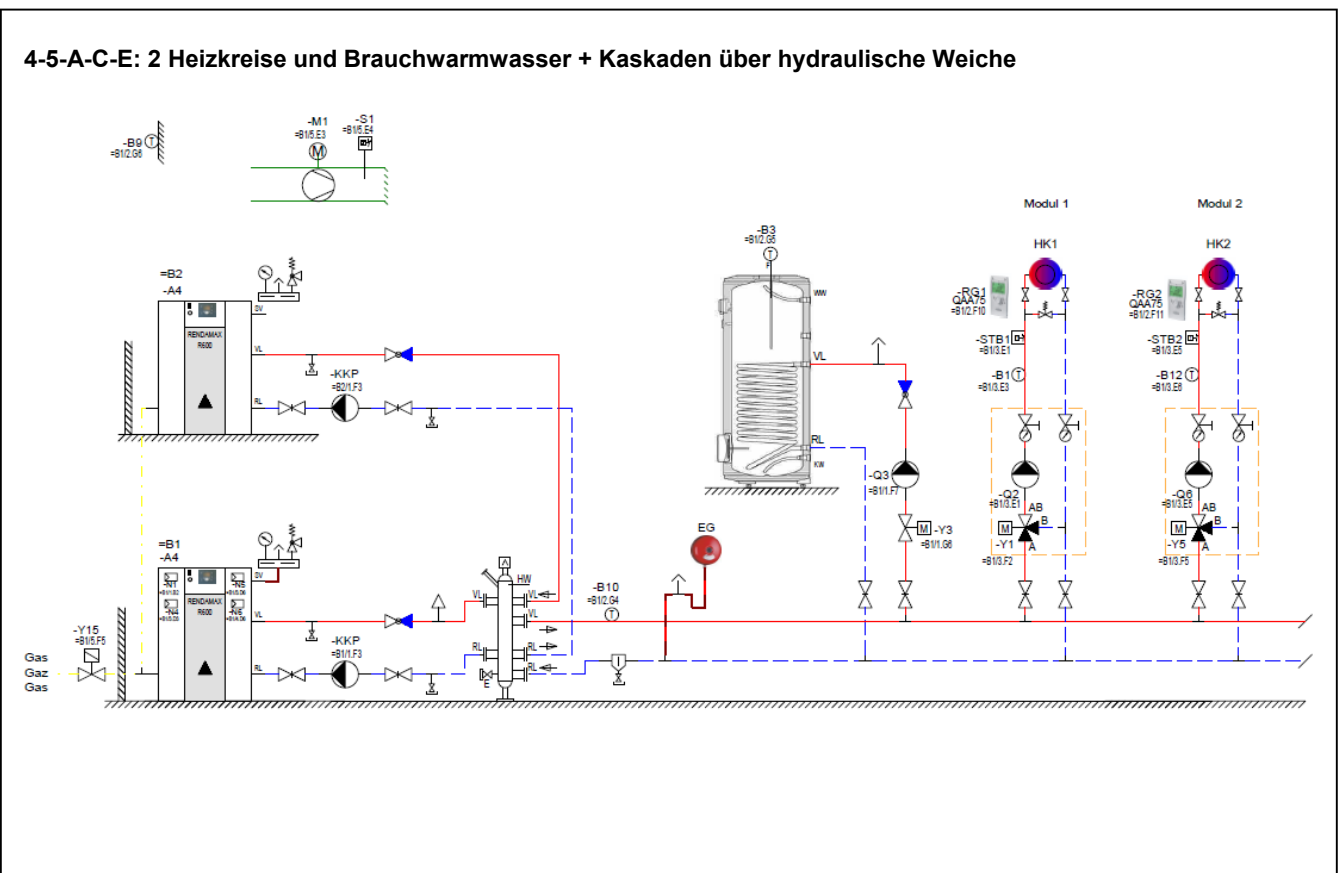 4-5-A-C-E: 2 Heizkreise und Brauchwarmwasser + Kaskaden über hydraulische Weiche
-B9
=B1/2.G6
T
-M1
=B1/5.E3
M
-S1
=B1/5.E4
=B2
-A4
RENDAMAX
R600
SV
VL
RL
-KKP
=B2/1.F3
-B3
=B1/2.G5
T
F
WW
VL
RL
KW
-Q3
=B1/1.F7
M
-Y3
=B1/1.G6
Modul 1
HK1
-RG1
QAA75
=B1/2.F10
-STB1
=B1/3.E1
-B1
T
=B1/3.E3
-Q2
=B1/3.E1
AB
B
M
-Y1
A
=B1/3.F2
Modul 2
HK2
-RG2
QAA75
=B1/2.F11
-STB2
=B1/3.E5
-B12
T
=B1/3.E6
-Q6
=B1/3.E5
AB
B
M
-Y5
A
=B1/3.F5
=B1
-A4
-N1
-N5
-N4
-N6
RENDAMAX
R600
SV
VL
RL
-KKP
=B1/1.F3
-Y15
=B1/5.F5
Gas
Gaz
Gas
A
HW
VL
VL
VL
RL
RL
RL
E
-B10
=B1/2.G4
T
EG